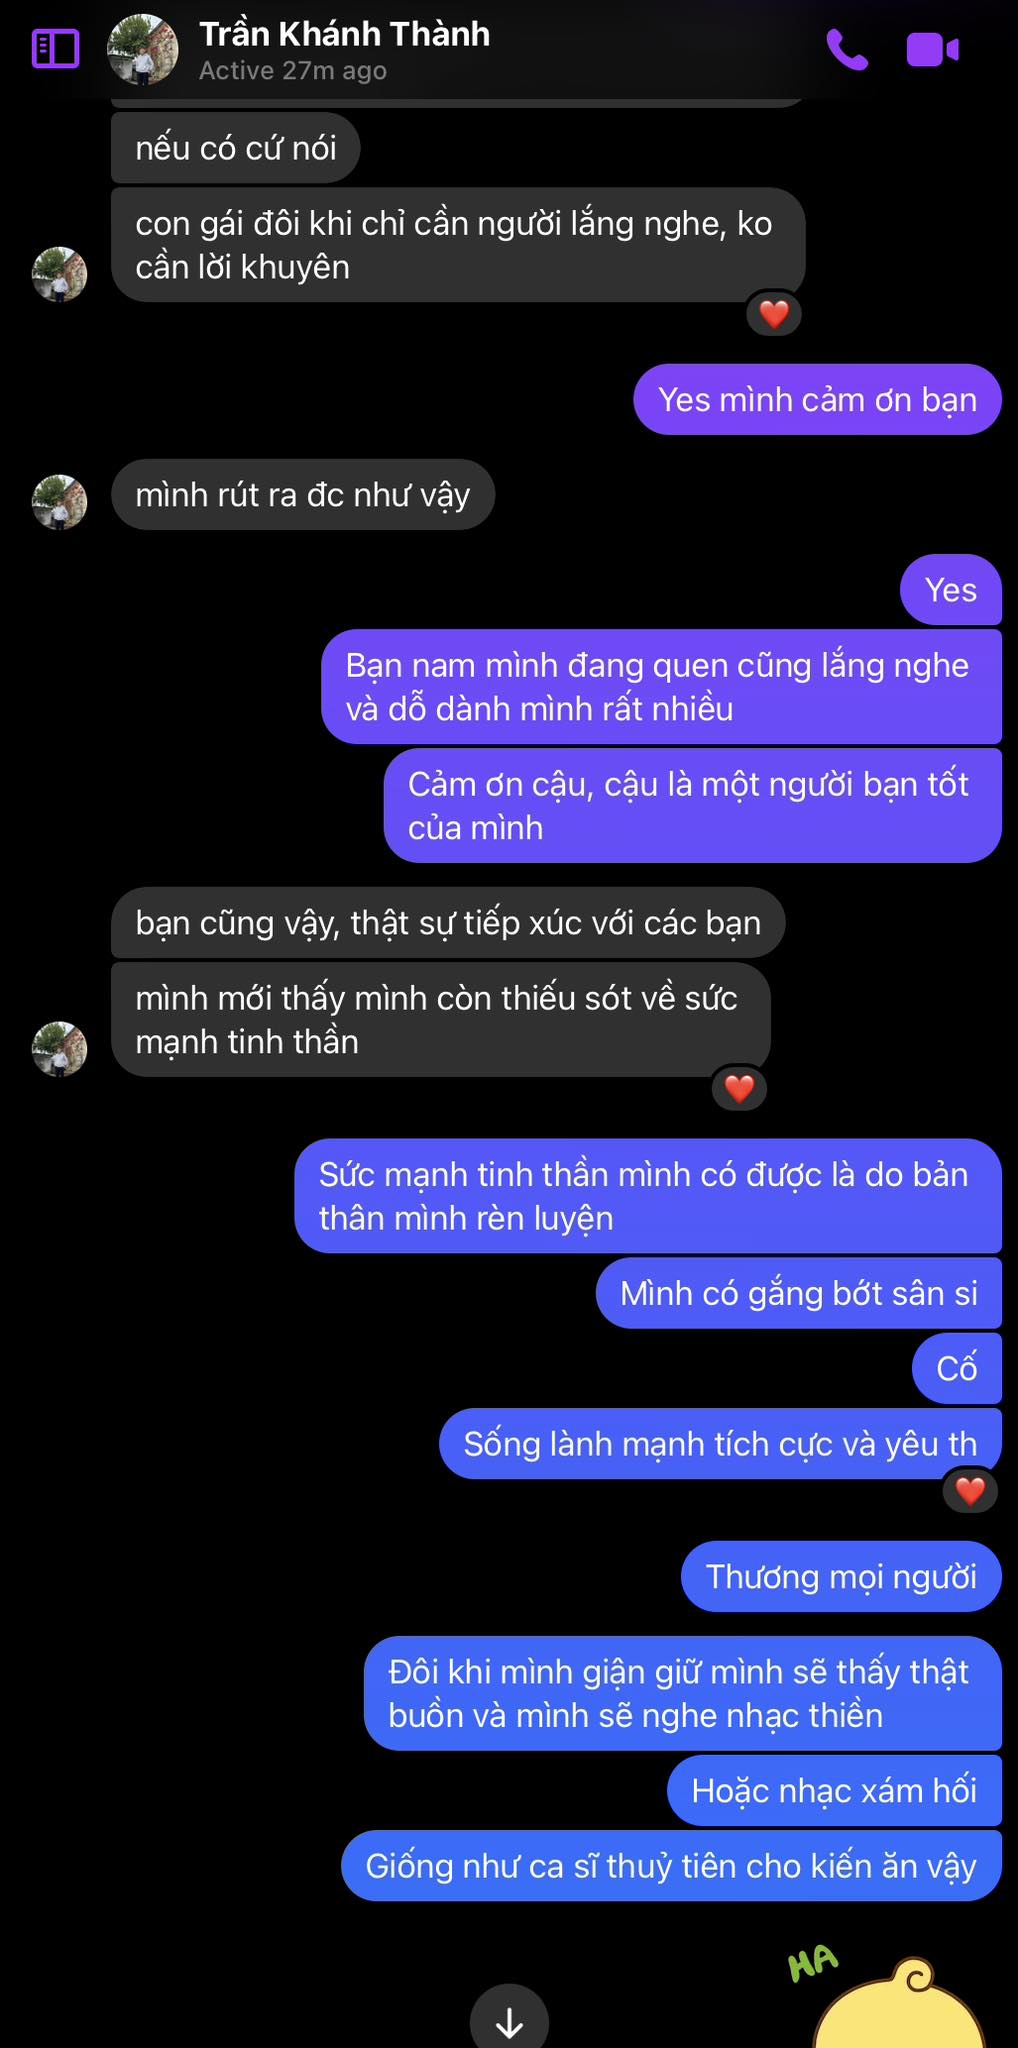 Trần Khánh Thành
Active 27m ago
nếu có cứ nói
con gái đôi khi chỉ cần người lắng nghe, ko
cần lời khuyên
Yes mình cảm ơn bạn
mình rút ra đc như vậy
Yes
Bạn nam mình đang quen cũng lắng nghe
và dỗ dành mình rất nhiều
Cảm ơn cậu, cậu là một người bạn tốt
của mình
bạn cũng vậy, thật sự tiếp xúc với các bạn
mình mới thấy mình còn thiếu sót về sức
mạnh tinh thần
Sức mạnh tinh thần mình có được là do bản
thân mình rèn luyện
Mình có gắng bớt sân si
Cố
Sống lành mạnh tích cực và yêu th
Thương mọi người
Đôi khi mình giận giữ mình sẽ thấy thật
buồn và mình sẽ nghe nhạc thiền
Hoặc nhạc xám hối
Giống như ca sĩ thuỷ tiên cho kiến ăn vậy
HA